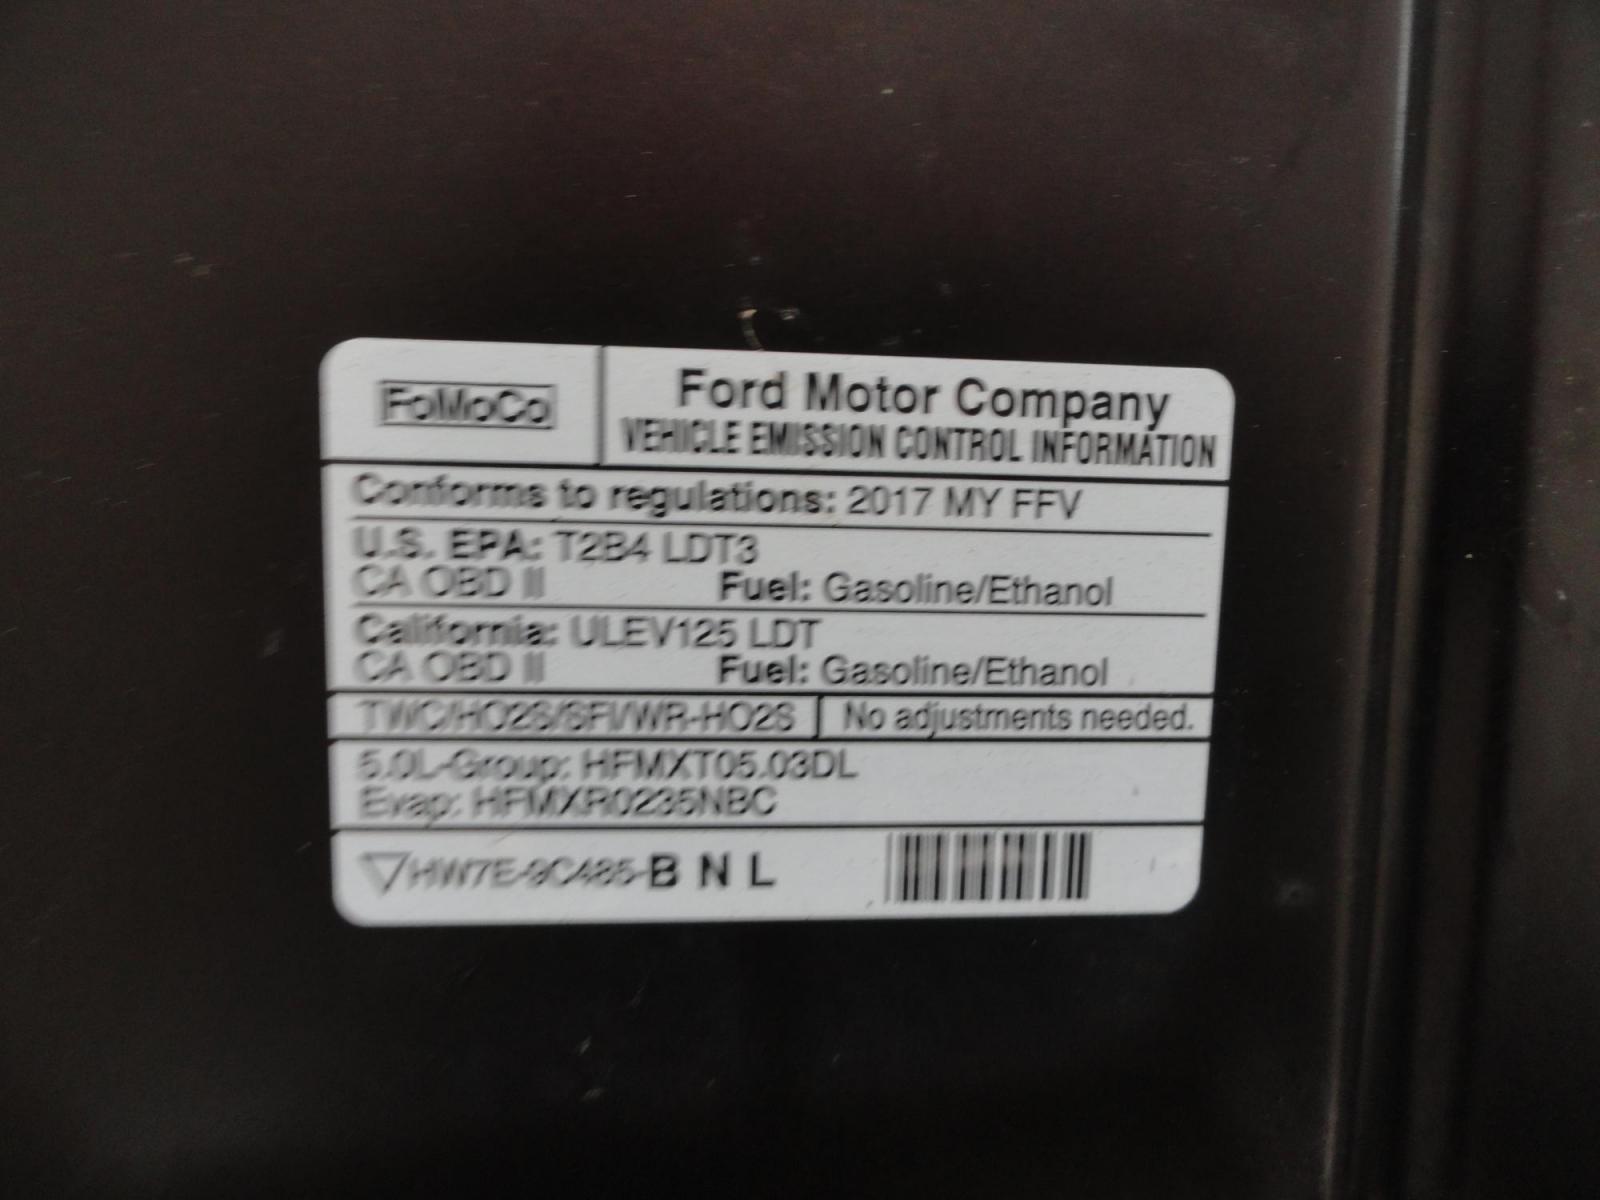 FoMoCo
Ford Motor Company
VEHICLE EMISSION CONTROL INFORMATION
Conforms to regulations: 2017 MY FFV
U.S. EPA: T2B4 LDT3
CA OBD II Fuel: Gasoline/Ethanol
California: ULEV125 LDT
CA OBD II Fuel: Gasoline/Ethanol
TWC/HO2S/SFI/WR-HO2S No adjustments needed.
5.0L-Group: HFMXT05.03DL
Evap: HFMXR0235NBC
HW7E-9C485-B N L